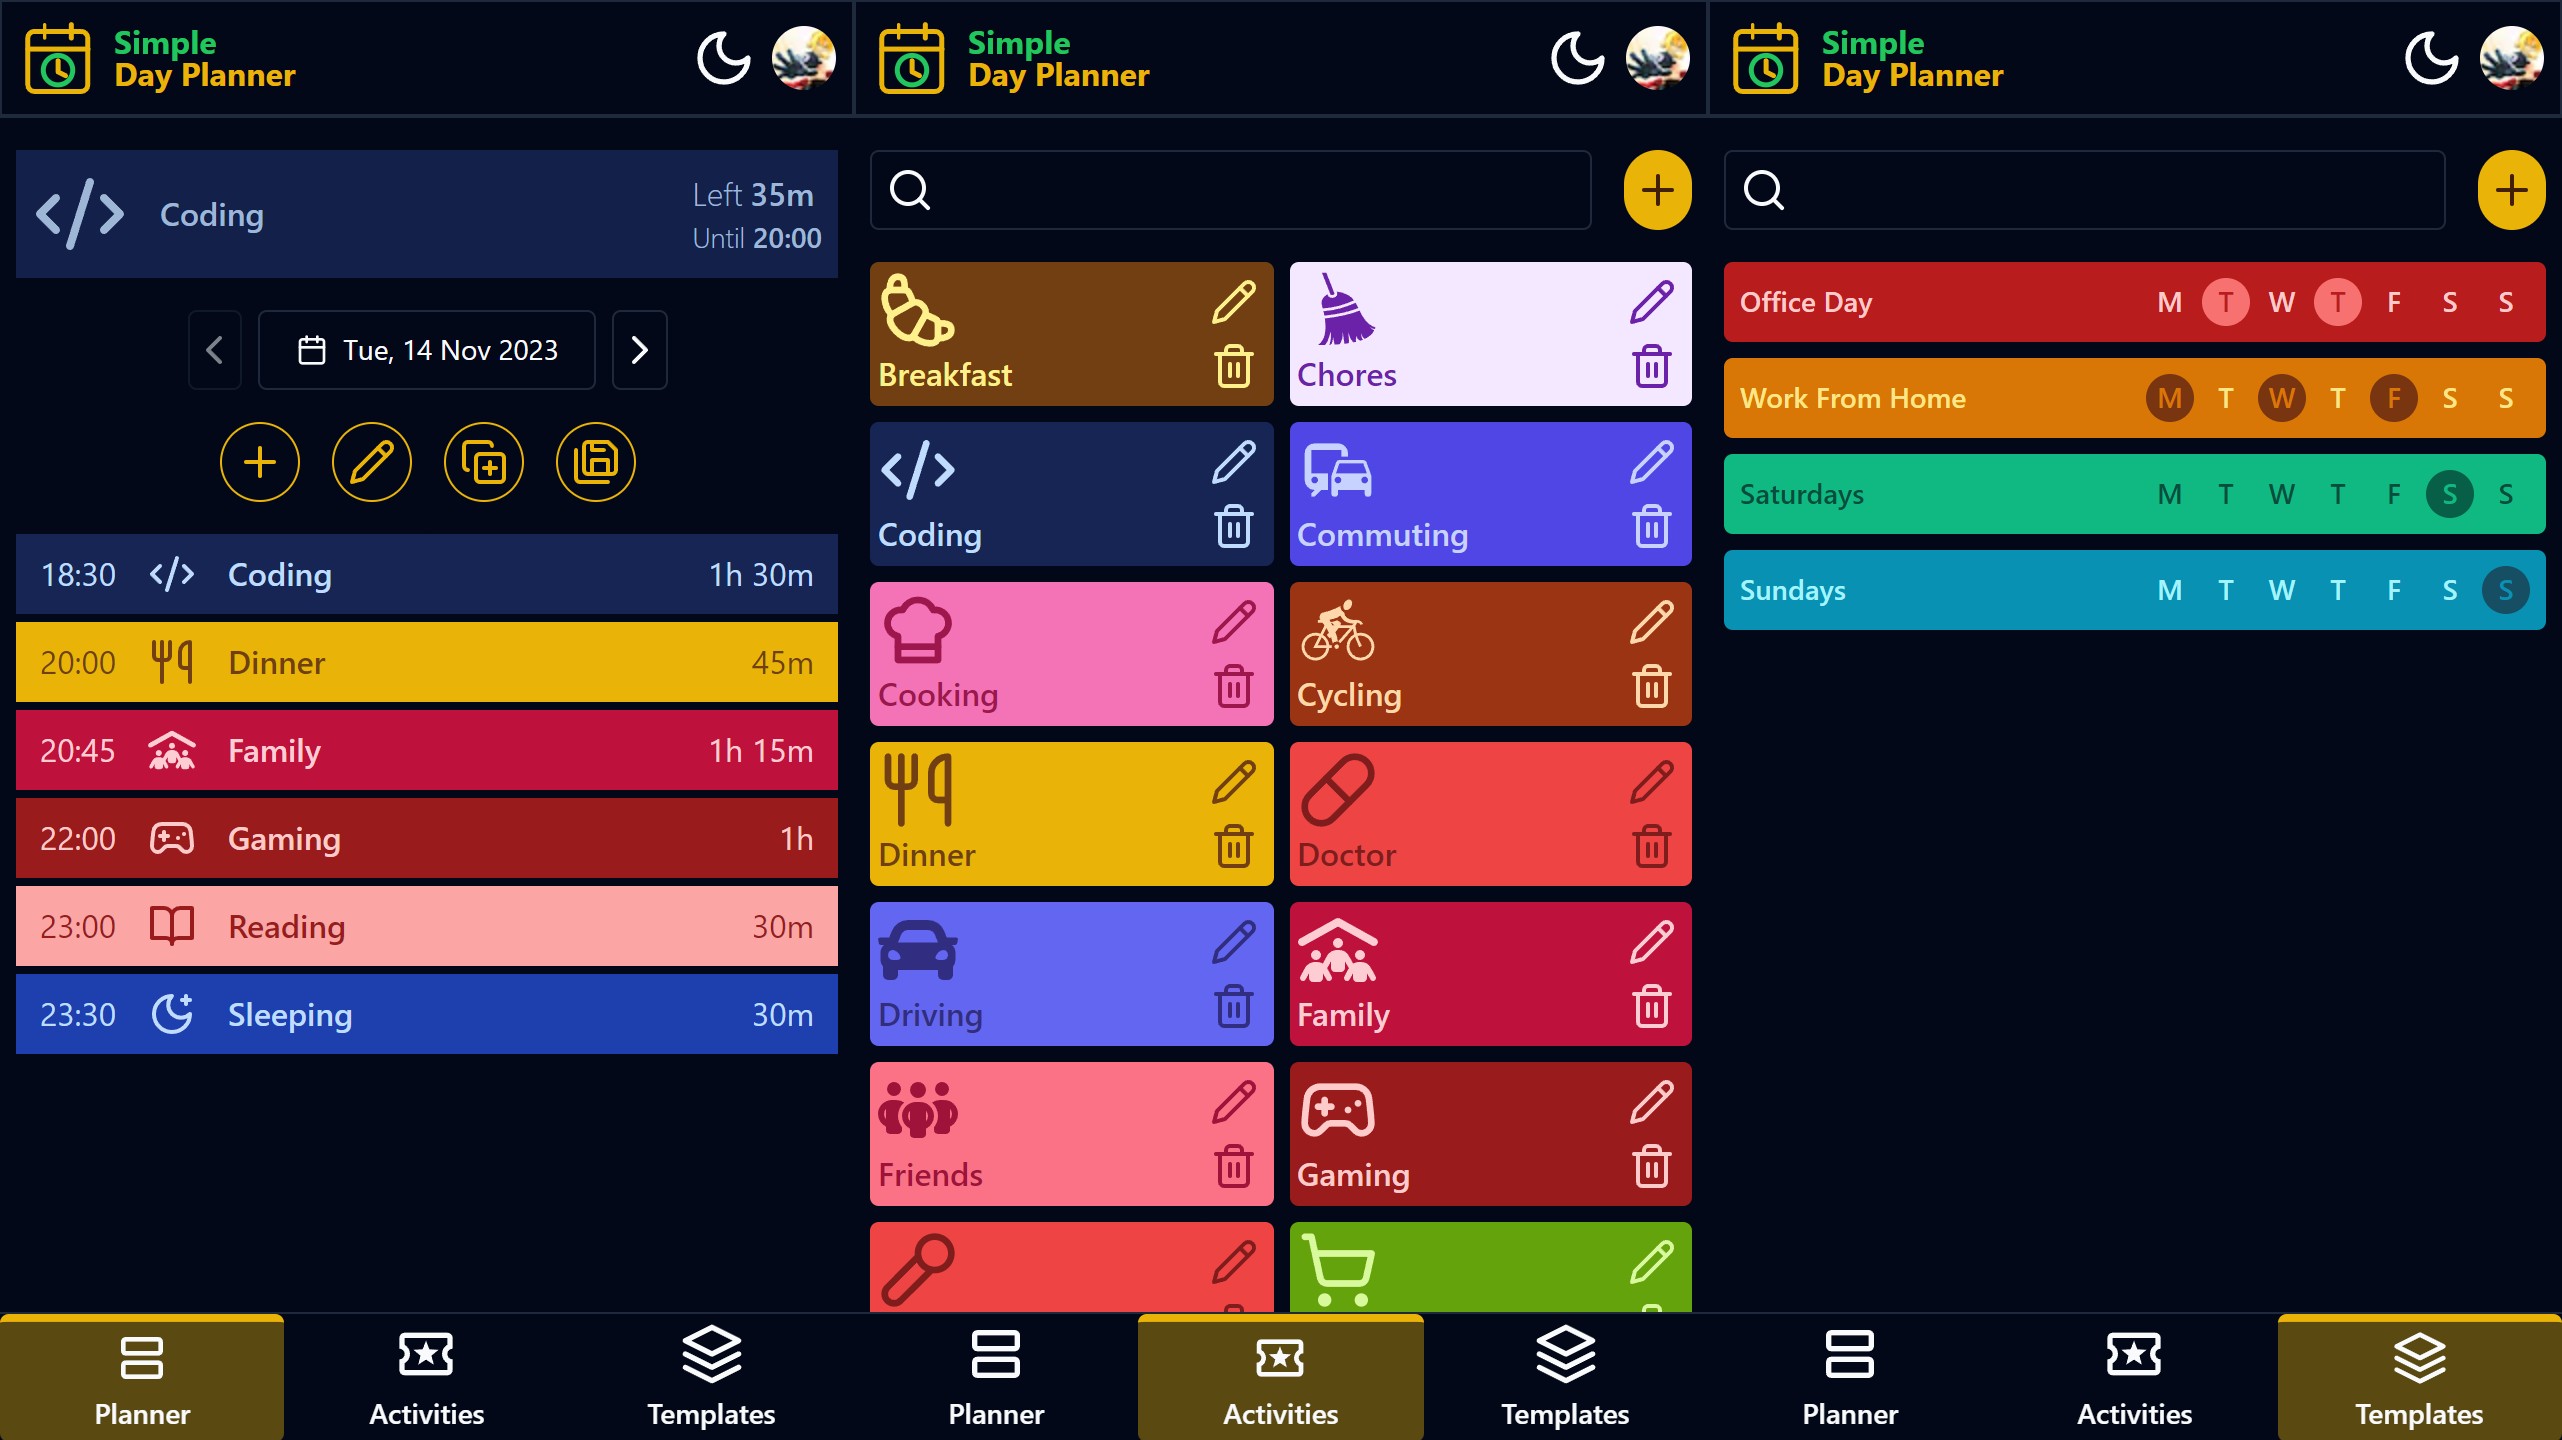 Simple
Day Planner
Coding
Left 35m
Until 20:00
Tue, 14 Nov 2023
18:30 Coding 1h 30m
20:00 Dinner 45m
20:45 Family 1h 15m
22:00 Gaming 1h
23:00 Reading 30m
23:30 Sleeping 30m
Planner Activities Templates
Simple
Day Planner
Breakfast Chores
Coding Commuting
Cooking Cycling
Dinner Doctor
Driving Family
Friends Gaming
Planner Activities Templates
Simple
Day Planner
Office Day M T W T F S S
Work From Home M T W T F S S
Saturdays M T W T F S S
Sundays M T W T F S S
Planner Activities Templates